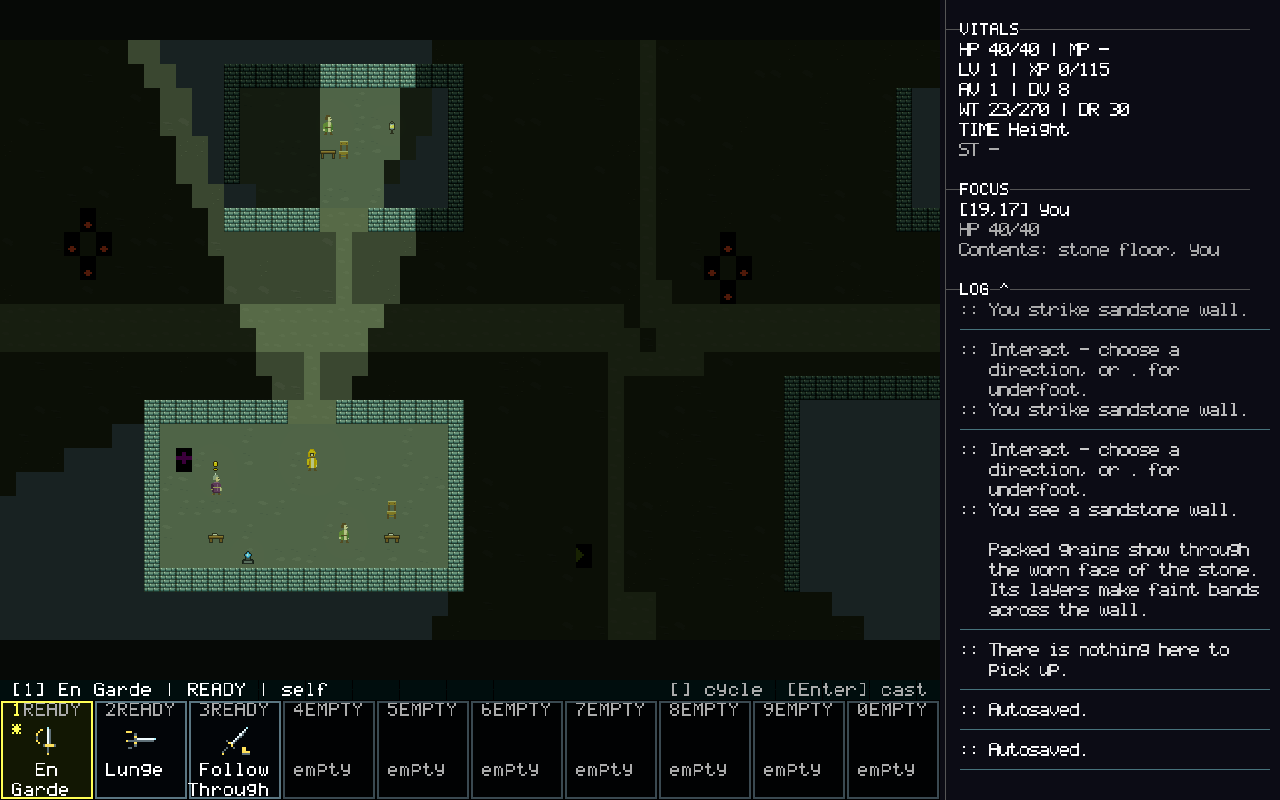 VITALS
HP 40/40 | MP -
LV 1 | XP 0/115
AV 1 | DV 8
WT 23/270 | DR 30
TIME Height
ST -
FOCUS
[19,17] You
HP 40/40
Contents: stone floor, You
LOG ^
:: You strike sandstone wall.
:: Interact - choose a
direction, or . for
underfoot.
:: You strike sandstone wall.
:: Interact - choose a
direction, or . for
underfoot.
:: You see a sandstone wall.
Packed grains show through
the worn face of the stone.
Its layers make faint bands
across the wall.
:: There is nothing here to
Pick up.
:: Autosaved.
:: Autosaved.
[1] En Garde | READY | self [] cycle [Enter] cast
1READY 2READY 3READY 4EMPTY 5EMPTY 6EMPTY 7EMPTY 8EMPTY 9EMPTY 0EMPTY
En Garde
Lunge
Follow Through
empty
empty
empty
empty
empty
empty
empty